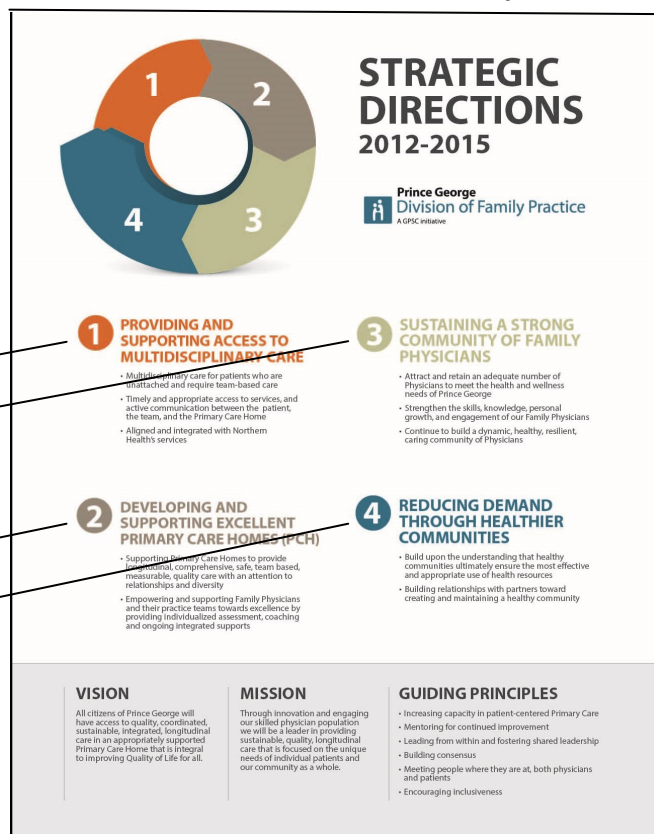 1
2
3
4
STRATEGIC
DIRECTIONS
2012-2015
Prince George
Division of Family Practice
A GPSC initiative
1
PROVIDING AND
SUPPORTING ACCESS TO
MULTIDISCIPLINARY CARE
• Multidisciplinary care for patients who are
unattached and require team-based care
• Timely and appropriate access to services, and
active communication between the patient,
the team, and the Primary Care Home
• Aligned and integrated with Northern
Health's services
2
DEVELOPING AND
SUPPORTING EXCELLENT
PRIMARY CARE HOMES (PCH)
• Supporting Primary Care Homes to provide
longitudinal, comprehensive, safe, team based,
measurable, quality care with an attention to
relationships and diversity
• Empowering and supporting Family Physicians
and their practice teams towards excellence by
providing individualized assessment, coaching
and ongoing integrated supports
3
SUSTAINING A STRONG
COMMUNITY OF FAMILY
PHYSICIANS
• Attract and retain an adequate number of
Physicians to meet the health and wellness
needs of Prince George
• Strengthen the skills, knowledge, personal
growth, and engagement of our Family Physicians
• Continue to build a dynamic, healthy, resilient,
caring community of Physicians
4
REDUCING DEMAND
THROUGH HEALTHIER
COMMUNITIES
• Build upon the understanding that healthy
communities ultimately ensure the most effective
and appropriate use of health resources
• Building relationships with partners toward
creating and maintaining a healthy community
VISION
All citizens of Prince George will
have access to quality, coordinated,
sustainable, integrated, longitudinal
care in an appropriately supported
Primary Care Home that is integral
to improving Quality of Life for all.
MISSION
Through innovation and engaging
our skilled physician population
we will be a leader in providing
sustainable, quality, longitudinal
care that is focused on the unique
needs of individual patients and
our community as a whole.
GUIDING PRINCIPLES
• Increasing capacity in patient-centered Primary Care
• Mentoring for continued improvement
• Leading from within and fostering shared leadership
• Building consensus
• Meeting people where they are at, both physicians
and patients
• Encouraging inclusiveness